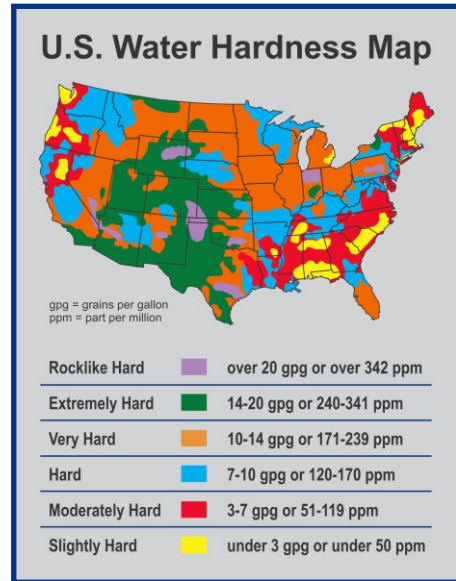 U.S. Water Hardness Map
gpg = grains per gallon
ppm = part per million
Rocklike Hard over 20 gpg or over 342 ppm
Extremely Hard 14-20 gpg or 240-341 ppm
Very Hard 10-14 gpg or 171-239 ppm
Hard 7-10 gpg or 120-170 ppm
Moderately Hard 3-7 gpg or 51-119 ppm
Slightly Hard under 3 gpg or under 50 ppm